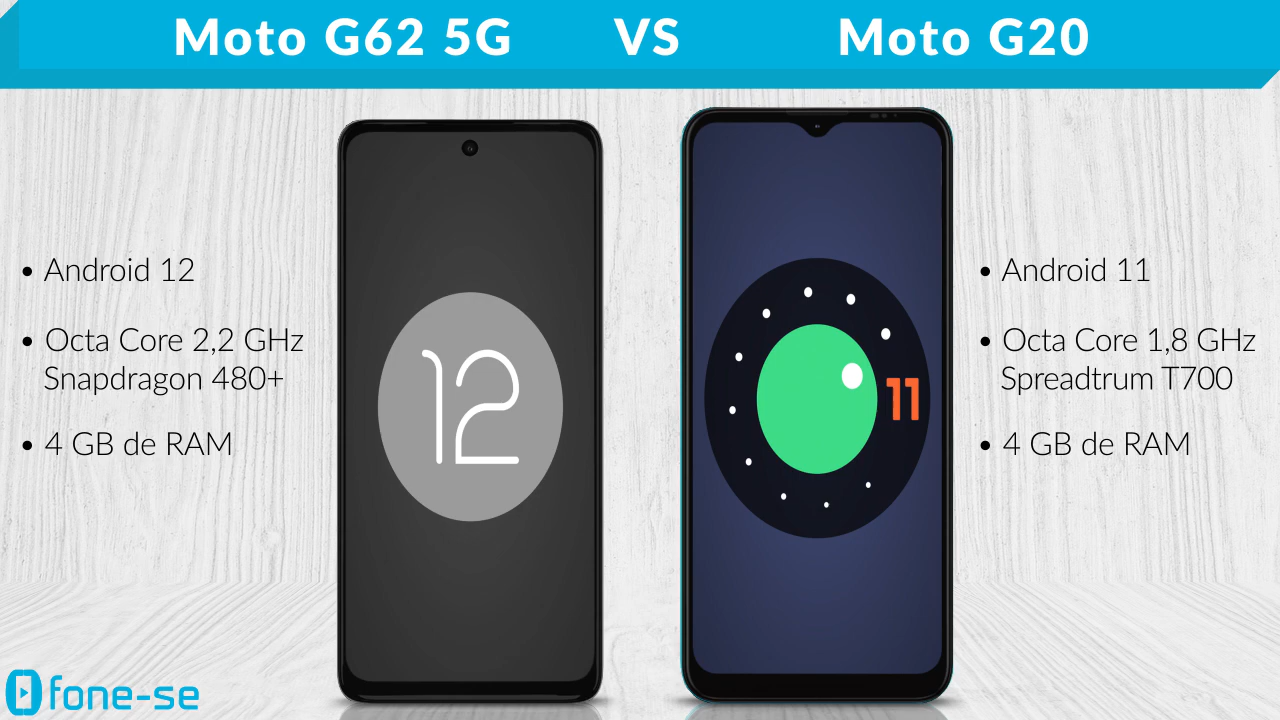 Moto G62 5G VS Moto G20
• Android 12
• Octa Core 2,2 GHz
Snapdragon 480+
• 4 GB de RAM
12
11
• Android 11
• Octa Core 1,8 GHz
Spreadtrum T700
• 4 GB de RAM
fone-se